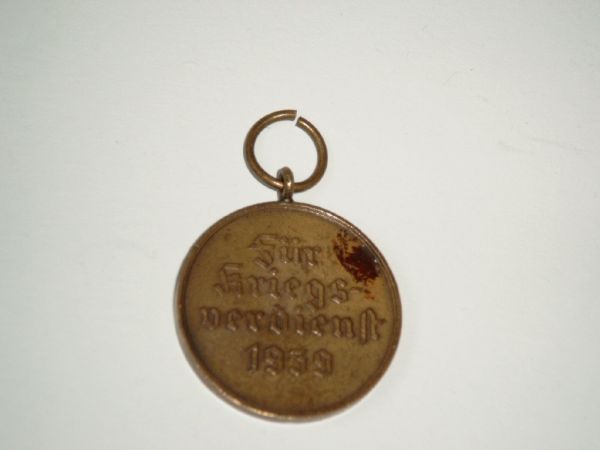 Für
Kriegs-
verdienst
1939